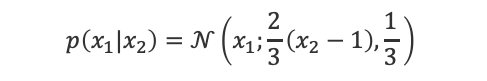 p(x₁|x₂) = 𝒩(x₁; 2/3(x₂ − 1), 1/3)